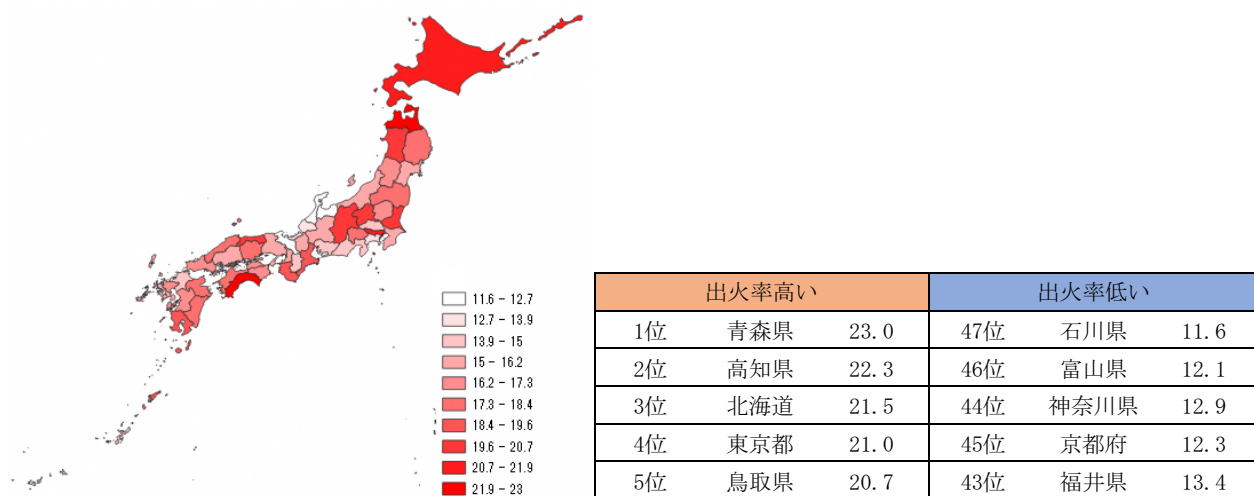 11.6 - 12.7
12.7 - 13.9
13.9 - 15
15 - 16.2
16.2 - 17.3
17.3 - 18.4
18.4 - 19.6
19.6 - 20.7
20.7 - 21.9
21.9 - 23
出火率高い 出火率低い
1位 青森県 23.0 47位 石川県 11.6
2位 高知県 22.3 46位 富山県 12.1
3位 北海道 21.5 44位 神奈川県 12.9
4位 東京都 21.0 45位 京都府 12.3
5位 鳥取県 20.7 43位 福井県 13.4